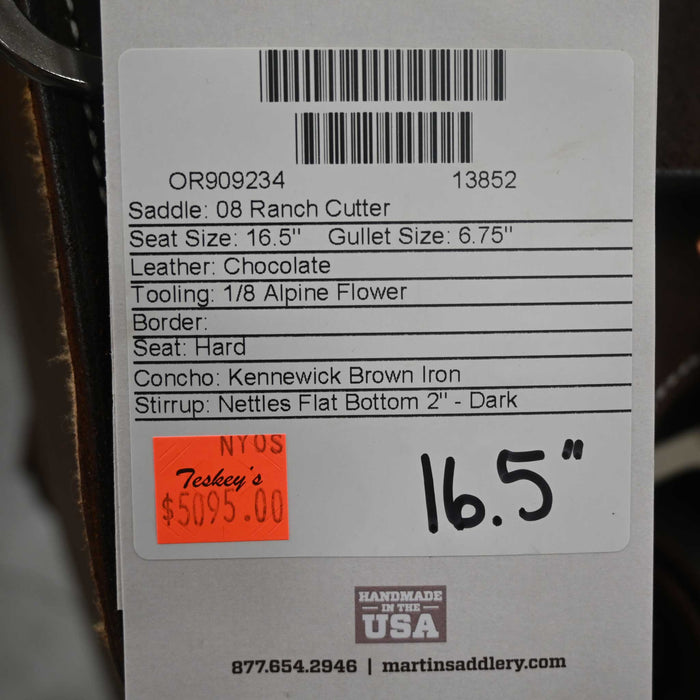 OR909234 13852
Saddle: 08 Ranch Cutter
Seat Size: 16.5" Gullet Size: 6.75"
Leather: Chocolate
Tooling: 1/8 Alpine Flower
Border:
Seat: Hard
Concho: Kennewick Brown Iron
Stirrup: Nettles Flat Bottom 2" - Dark
NYOS
Teskey's
$5095.00
16.5"
HANDMADE
IN THE
USA
877.654.2946 | martinsaddlery.com